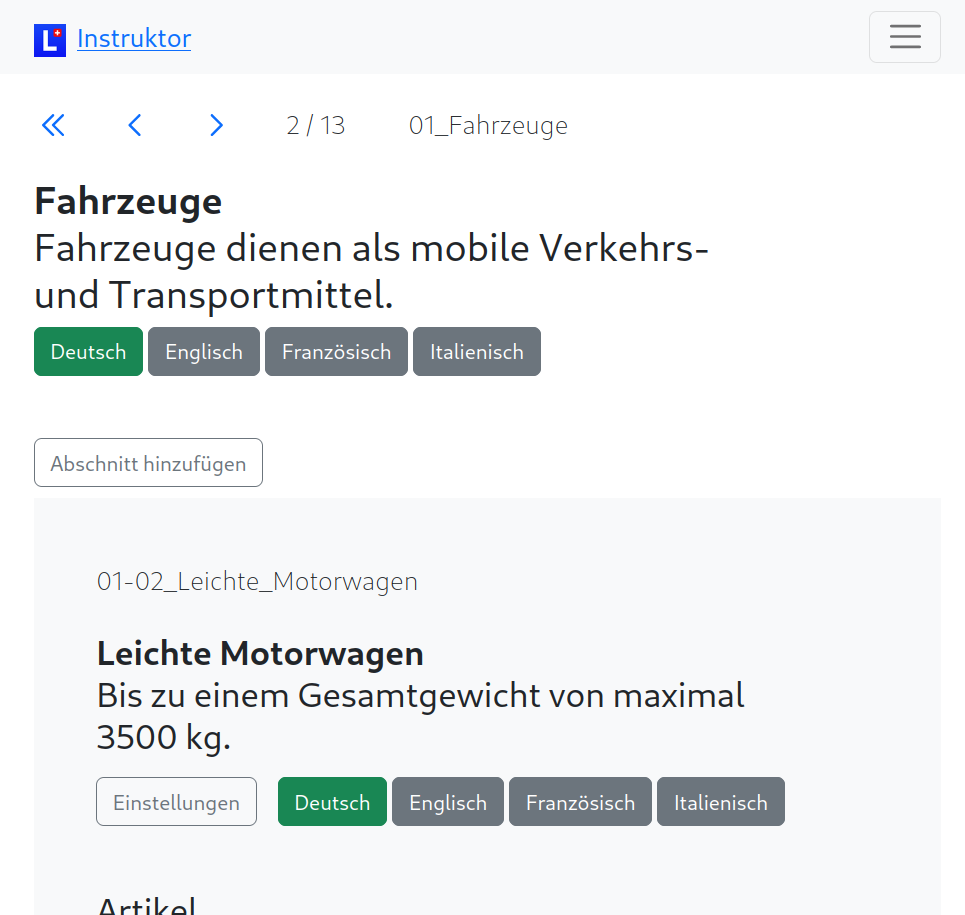 L Instruktor
2 / 13 01_Fahrzeuge
Fahrzeuge
Fahrzeuge dienen als mobile Verkehrs-
und Transportmittel.
Deutsch Englisch Französisch Italienisch
Abschnitt hinzufügen
01-02_Leichte_Motorwagen
Leichte Motorwagen
Bis zu einem Gesamtgewicht von maximal
3500 kg.
Einstellungen Deutsch Englisch Französisch Italienisch
Artikel